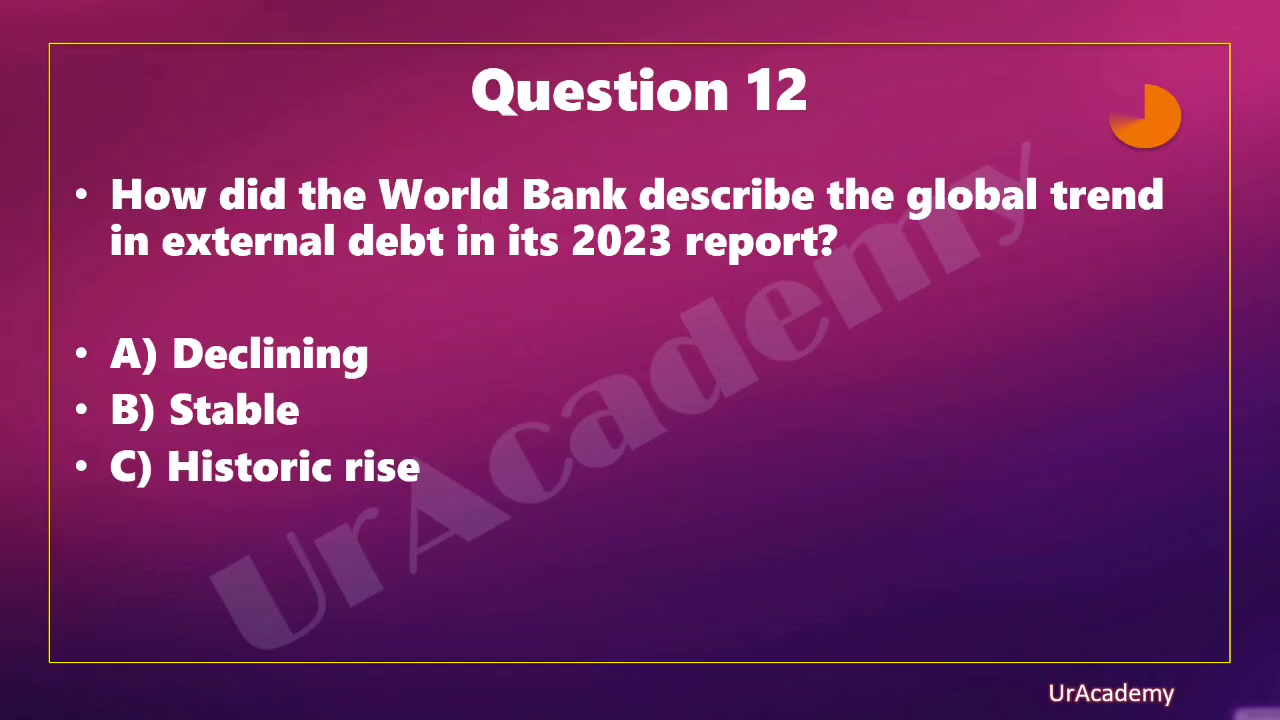 Question 12
• How did the World Bank describe the global trend
in external debt in its 2023 report?
• A) Declining
• B) Stable
• C) Historic rise
UrAcademy
UrAcademy